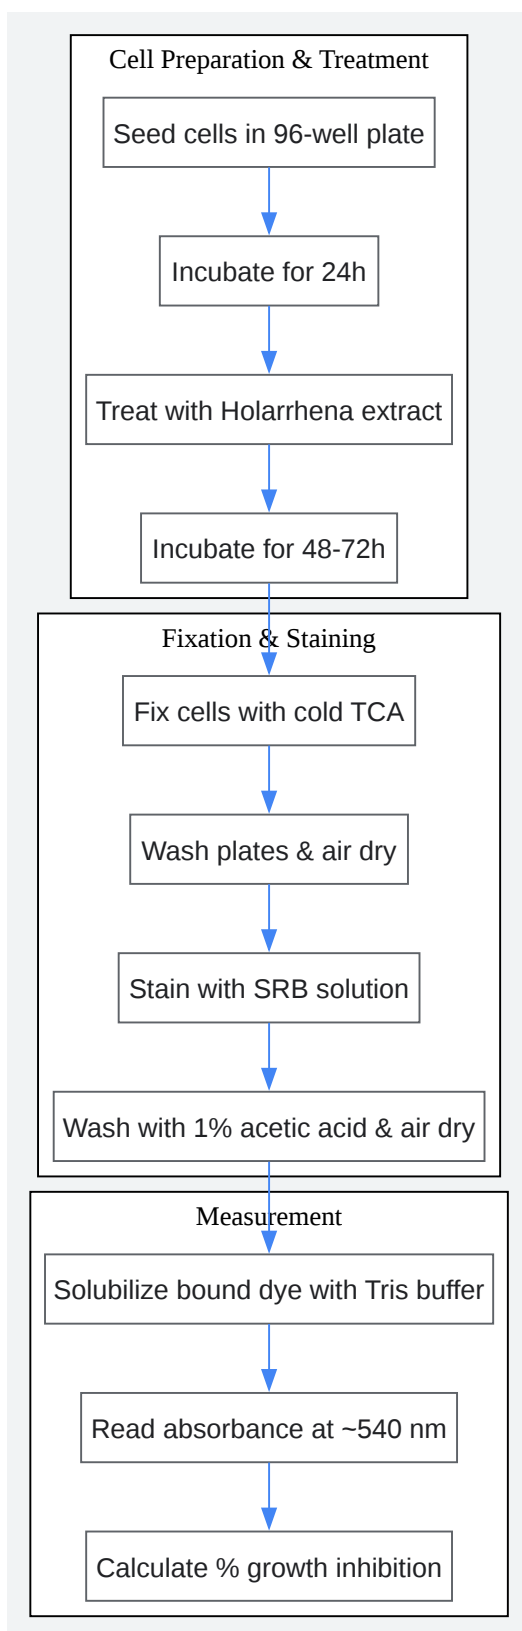 Cell Preparation & Treatment
Seed cells in 96-well plate
Incubate for 24h
Treat with Holarrhena extract
Incubate for 48-72h
Fixation & Staining
Fix cells with cold TCA
Wash plates & air dry
Stain with SRB solution
Wash with 1% acetic acid & air dry
Measurement
Solubilize bound dye with Tris buffer
Read absorbance at ~540 nm
Calculate % growth inhibition